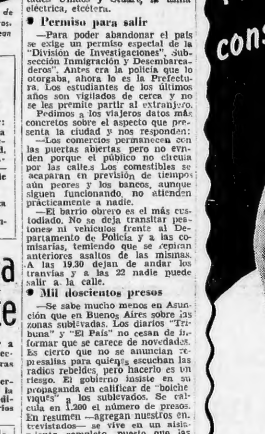 eléctrica, etcétera.
● Permiso para salir
—Para poder abandonar el país
se exige un permiso especial de la
"División de Investigaciones", Sub-
sección Inmigración y Desembarca-
deros". Antes era la policía que lo
otorgaba, ahora lo es la Prefectu-
ra. Los estudiantes de los últimos
años son vigilados de cerca y no
se les permite partir al extranjero.
Pedimos a los viajeros datos más
concretos sobre el aspecto que pre-
senta la ciudad y nos responden:
—Los comercios permanecen con
las puertas abiertas pero no ven-
den porque el público no circula
por las calles. Los comestibles se
acaparan en previsión de tiempos
aún peores y los bancos, aunque
siguen funcionando, no atienden
prácticamente a nadie.
—El barrio obrero es el más cus-
todiado. No se deja transitar pea-
tones ni vehículos frente al De-
partamento de Policía y a las co-
misarías, temiendo que se repitan
anteriores asaltos de las mismas.
A las 19.30 dejan de andar los
tranvías y a las 22 nadie puede
salir a la calle.
● Mil doscientos presos
—Se sabe mucho menos en Asun-
ción que en Buenos Aires sobre las
zonas sublevadas. Los diarios "Tri-
buna" y "El País" no cesan de in-
formar que se carece de novedades.
Es cierto que no se anuncian re-
presalias para quienes escuchan las
radios rebeldes, pero hacerlo es un
riesgo. El gobierno insiste en su
propaganda en calificar de "bolche
viques" a los sublevados. Se cal-
cula en 1.200 el número de presos.
En resumen —agregan nuestros en-
trevistados— se vive en un aisla-
cons